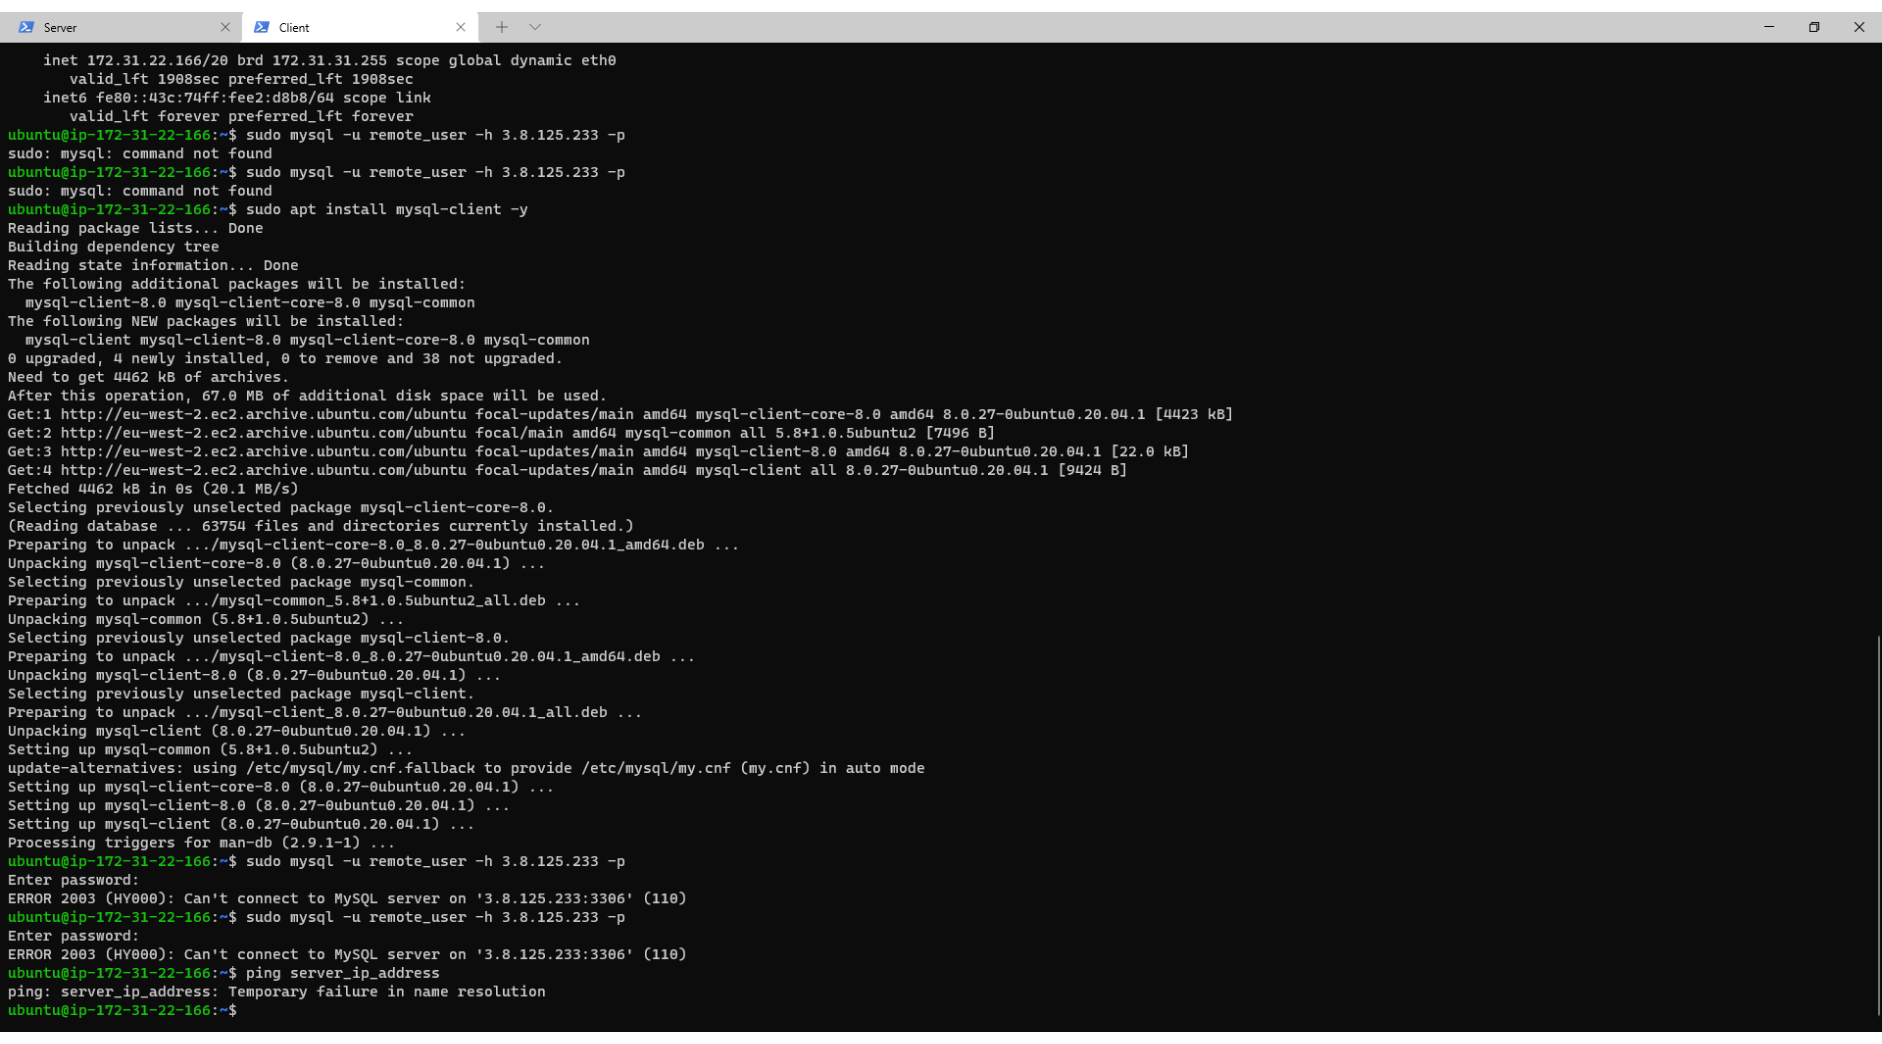 Server
Client
    inet 172.31.22.166/20 brd 172.31.31.255 scope global dynamic eth0
       valid_lft 1908sec preferred_lft 1908sec
    inet6 fe80::43c:74ff:fee2:d8b8/64 scope link
       valid_lft forever preferred_lft forever
ubuntu@ip-172-31-22-166:~$ sudo mysql -u remote_user -h 3.8.125.233 -p
sudo: mysql: command not found
ubuntu@ip-172-31-22-166:~$ sudo mysql -u remote_user -h 3.8.125.233 -p
sudo: mysql: command not found
ubuntu@ip-172-31-22-166:~$ sudo apt install mysql-client -y
Reading package lists... Done
Building dependency tree
Reading state information... Done
The following additional packages will be installed:
  mysql-client-8.0 mysql-client-core-8.0 mysql-common
The following NEW packages will be installed:
  mysql-client mysql-client-8.0 mysql-client-core-8.0 mysql-common
0 upgraded, 4 newly installed, 0 to remove and 38 not upgraded.
Need to get 4462 kB of archives.
After this operation, 67.0 MB of additional disk space will be used.
Get:1 http://eu-west-2.ec2.archive.ubuntu.com/ubuntu focal-updates/main amd64 mysql-client-core-8.0 amd64 8.0.27-0ubuntu0.20.04.1 [4423 kB]
Get:2 http://eu-west-2.ec2.archive.ubuntu.com/ubuntu focal/main amd64 mysql-common all 5.8+1.0.5ubuntu2 [7496 B]
Get:3 http://eu-west-2.ec2.archive.ubuntu.com/ubuntu focal-updates/main amd64 mysql-client-8.0 amd64 8.0.27-0ubuntu0.20.04.1 [22.0 kB]
Get:4 http://eu-west-2.ec2.archive.ubuntu.com/ubuntu focal-updates/main amd64 mysql-client all 8.0.27-0ubuntu0.20.04.1 [9424 B]
Fetched 4462 kB in 0s (20.1 MB/s)
Selecting previously unselected package mysql-client-core-8.0.
(Reading database ... 63754 files and directories currently installed.)
Preparing to unpack .../mysql-client-core-8.0_8.0.27-0ubuntu0.20.04.1_amd64.deb ...
Unpacking mysql-client-core-8.0 (8.0.27-0ubuntu0.20.04.1) ...
Selecting previously unselected package mysql-common.
Preparing to unpack .../mysql-common_5.8+1.0.5ubuntu2_all.deb ...
Unpacking mysql-common (5.8+1.0.5ubuntu2) ...
Selecting previously unselected package mysql-client-8.0.
Preparing to unpack .../mysql-client-8.0_8.0.27-0ubuntu0.20.04.1_amd64.deb ...
Unpacking mysql-client-8.0 (8.0.27-0ubuntu0.20.04.1) ...
Selecting previously unselected package mysql-client.
Preparing to unpack .../mysql-client_8.0.27-0ubuntu0.20.04.1_all.deb ...
Unpacking mysql-client (8.0.27-0ubuntu0.20.04.1) ...
Setting up mysql-common (5.8+1.0.5ubuntu2) ...
update-alternatives: using /etc/mysql/my.cnf.fallback to provide /etc/mysql/my.cnf (my.cnf) in auto mode
Setting up mysql-client-core-8.0 (8.0.27-0ubuntu0.20.04.1) ...
Setting up mysql-client-8.0 (8.0.27-0ubuntu0.20.04.1) ...
Setting up mysql-client (8.0.27-0ubuntu0.20.04.1) ...
Processing triggers for man-db (2.9.1-1) ...
ubuntu@ip-172-31-22-166:~$ sudo mysql -u remote_user -h 3.8.125.233 -p
Enter password:
ERROR 2003 (HY000): Can't connect to MySQL server on '3.8.125.233:3306' (110)
ubuntu@ip-172-31-22-166:~$ sudo mysql -u remote_user -h 3.8.125.233 -p
Enter password:
ERROR 2003 (HY000): Can't connect to MySQL server on '3.8.125.233:3306' (110)
ubuntu@ip-172-31-22-166:~$ ping server_ip_address
ping: server_ip_address: Temporary failure in name resolution
ubuntu@ip-172-31-22-166:~$